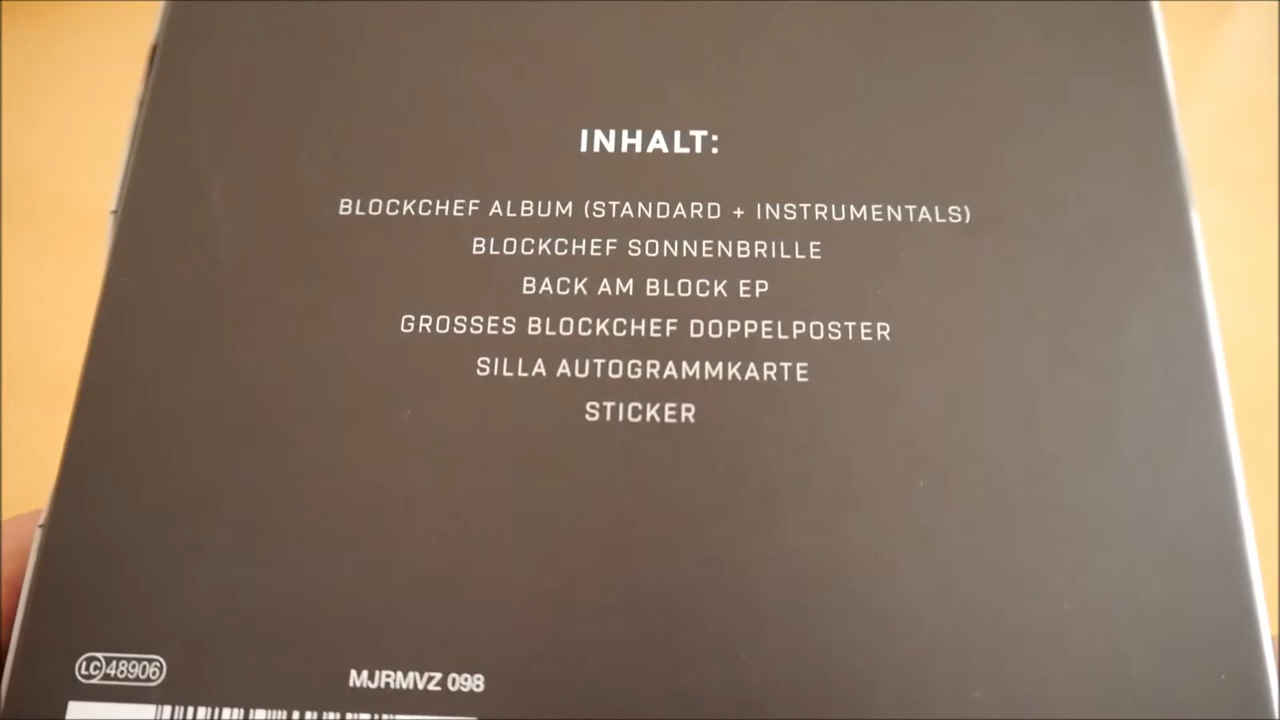 INHALT:
BLOCKCHEF ALBUM (STANDARD + INSTRUMENTALS)
BLOCKCHEF SONNENBRILLE
BACK AM BLOCK EP
GROSSES BLOCKCHEF DOPPELPOSTER
SILLA AUTOGRAMMKARTE
STICKER
LC 48906
MJRMVZ 098